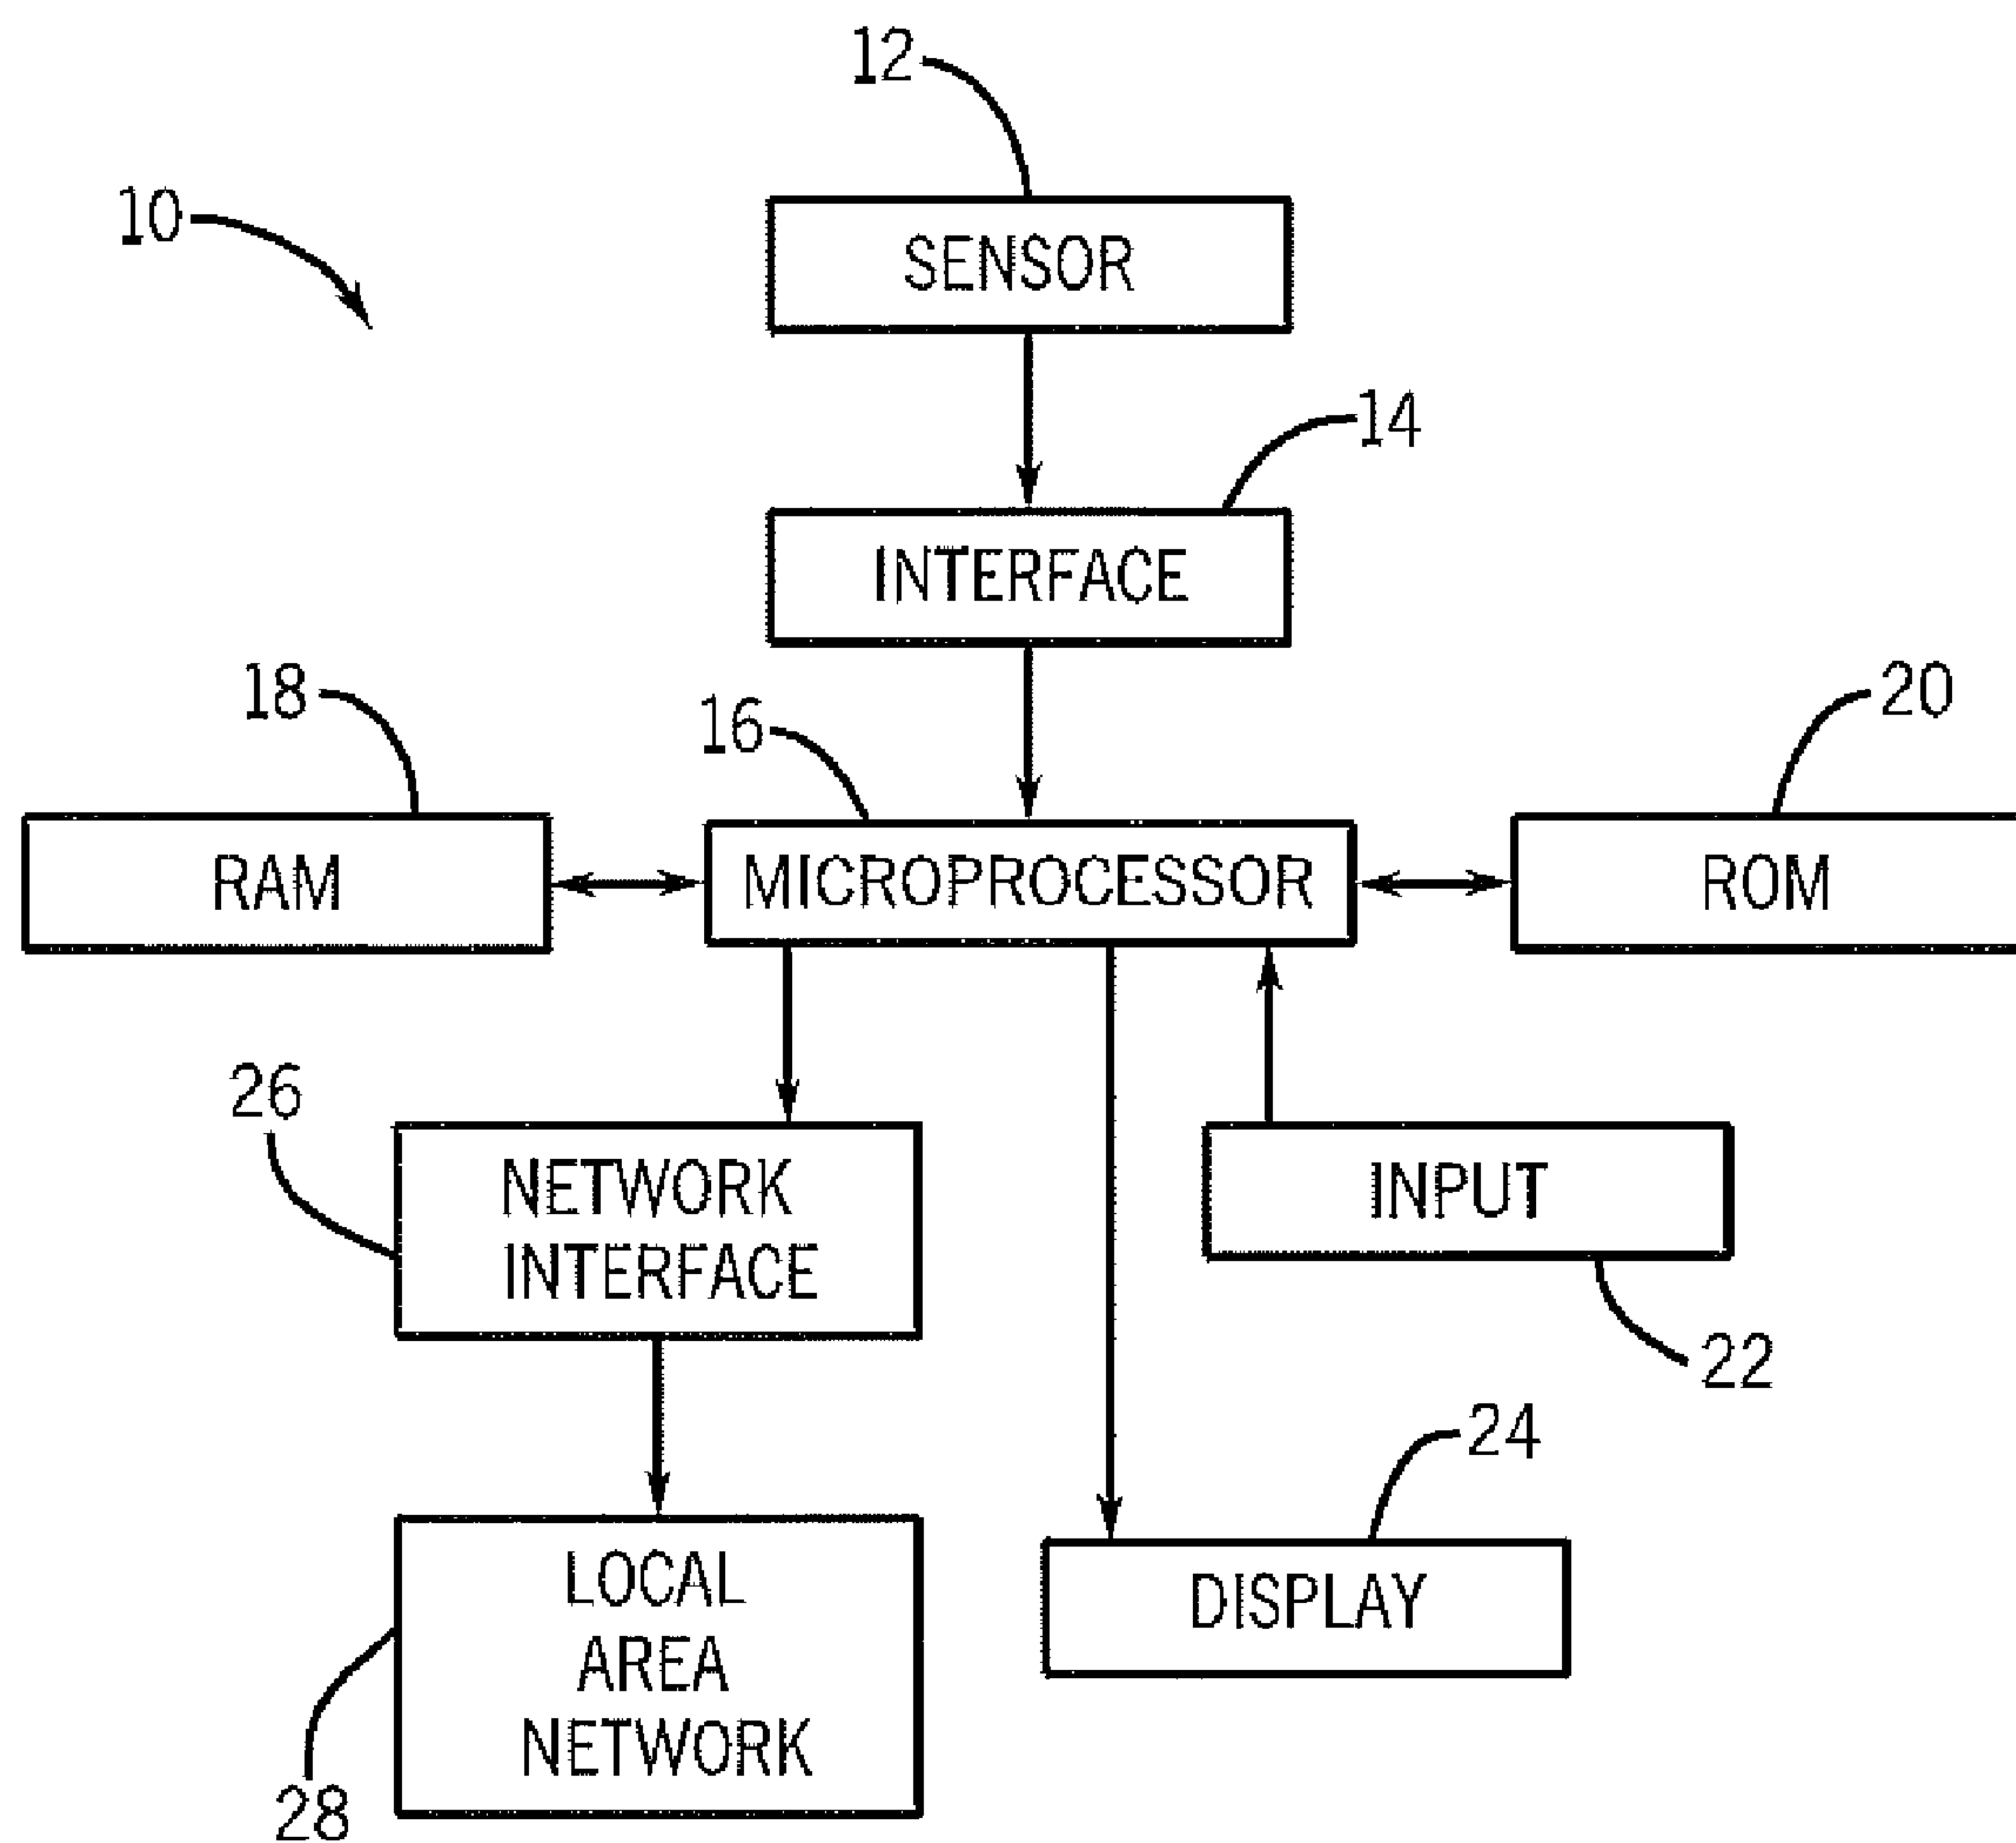 12
10
SENSOR
14
INTERFACE
18
16
20
RAM
MICROPROCESSOR
ROM
26
NETWORK
INTERFACE
INPUT
22
24
LOCAL
AREA
NETWORK
DISPLAY
28